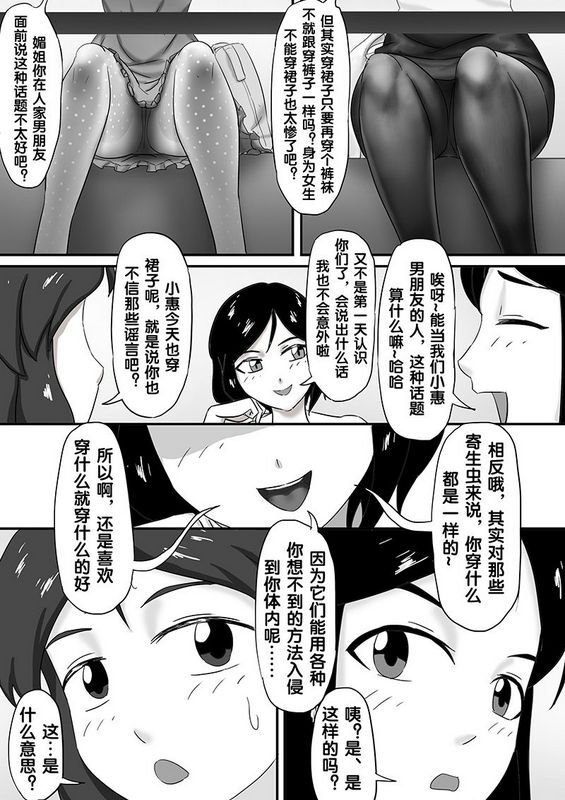 但其实穿裙子只要再穿个裤袜
不就跟穿裤子一样吗？身为女生
不能穿裙子也太惨了吧？
媚姐你在人家男朋友
面前说这种话题
不太好吧？
唉呀~能当我们小惠
男朋友的人，这种话题
算什么嘛~哈哈
又不是第一天认识
你们了，会说出什么话
我也不会意外啦
小惠今天也穿
裙子呢，就是说你也
不信那些谣言吧？
相反哦，其实对那些
寄生虫来说，你穿什么
都是一样的~
所以啊，还是喜欢
穿什么就穿什么的好
因为它们能用各种
你想不到的方法入侵
到你体内呢……
咦？是、是
这样的吗？
这…是
什么意思？